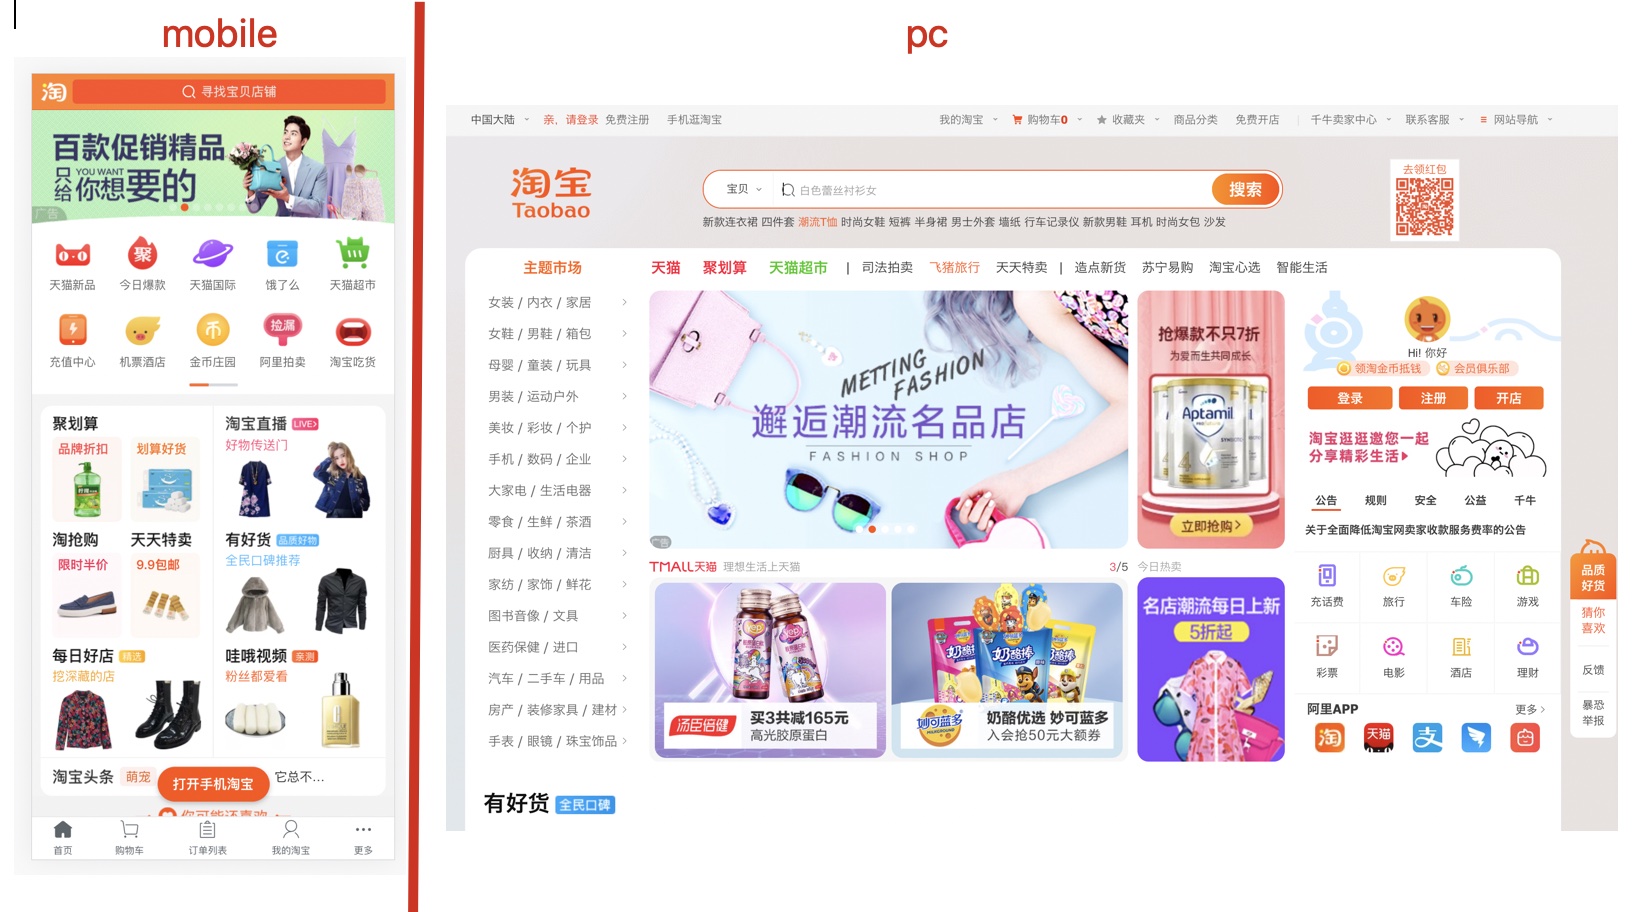 mobile
pc
淘
寻找宝贝店铺
百款促销精品
只给 YOU WANT
你想要的
广告
天猫新品
今日爆款
天猫国际
饿了么
天猫超市
充值中心
机票酒店
金币庄园
阿里拍卖
淘宝吃货
聚
币
捡漏
聚划算
淘宝直播 LIVE>
品牌折扣
划算好货
好物传送门
淘抢购
天天特卖
有好货 品质好物
限时半价
9.9包邮
全民口碑推荐
每日好店 精选
哇哦视频 亲测
挖深藏的店
粉丝都爱看
淘宝头条 萌宠
打开手机淘宝
它总不...
你可能还喜欢
首页
购物车
订单列表
我的淘宝
更多
中国大陆
亲，请登录
免费注册
手机逛淘宝
我的淘宝
购物车0
收藏夹
商品分类
免费开店
千牛卖家中心
联系客服
网站导航
淘宝
Taobao
宝贝
白色蕾丝衬衫女
搜索
去领红包
新款连衣裙 四件套 潮流T恤 时尚女鞋 短裤 半身裙 男士外套 墙纸 行车记录仪 新款男鞋 耳机 时尚女包 沙发
主题市场
天猫 聚划算 天猫超市 | 司法拍卖 飞猪旅行 天天特卖 | 造点新货 苏宁易购 淘宝心选 智能生活
女装 / 内衣 / 家居
女鞋 / 男鞋 / 箱包
母婴 / 童装 / 玩具
男装 / 运动户外
美妆 / 彩妆 / 个护
手机 / 数码 / 企业
大家电 / 生活电器
零食 / 生鲜 / 茶酒
厨具 / 收纳 / 清洁
家纺 / 家饰 / 鲜花
图书音像 / 文具
医药保健 / 进口
汽车 / 二手车 / 用品
房产 / 装修家具 / 建材
手表 / 眼镜 / 珠宝饰品
METTING
FASHION
邂逅潮流名品店
FASHION SHOP
广告
抢爆款不只7折
为爱而生共同成长
Aptamil
4
立即抢购>
TMALL天猫 理想生活上天猫
3/5
今日热卖
yep!
yep!
汤臣倍健
买3共减165元
高光胶原蛋白
奶酪棒
奶酪棒
妙可蓝多
奶酪优选 妙可蓝多
入会抢50元大额券
名店潮流每日上新
5折起
Hi! 你好
领淘金币抵钱
会员俱乐部
登录
注册
开店
淘宝逛逛邀您一起
分享精彩生活
公告
规则
安全
公益
千牛
关于全面降低淘宝网卖家收款服务费率的公告
充话费
旅行
车险
游戏
彩票
电影
酒店
理财
阿里APP
更多
淘
天猫
支
品质
好货
猜你
喜欢
反馈
暴恐
举报
有好货 全民口碑